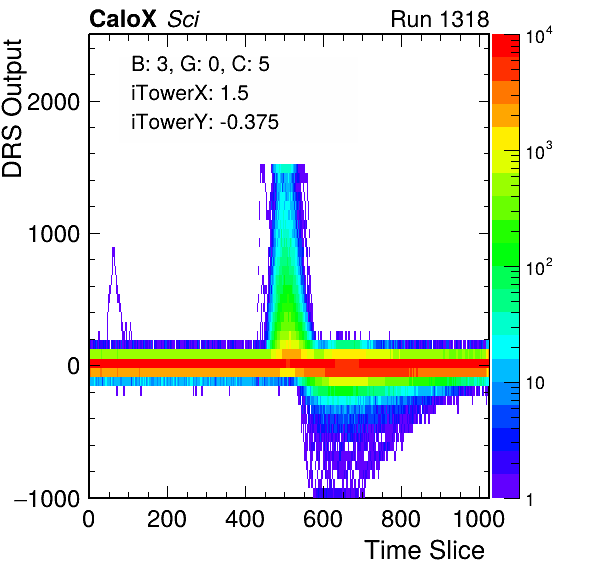 CaloX Sci
Run 1318
DRS Output
B: 3, G: 0, C: 5
iTowerX: 1.5
iTowerY: -0.375
2000
1000
0
−1000
0 200 400 600 800 1000
Time Slice
10^4
10^3
10^2
10
1